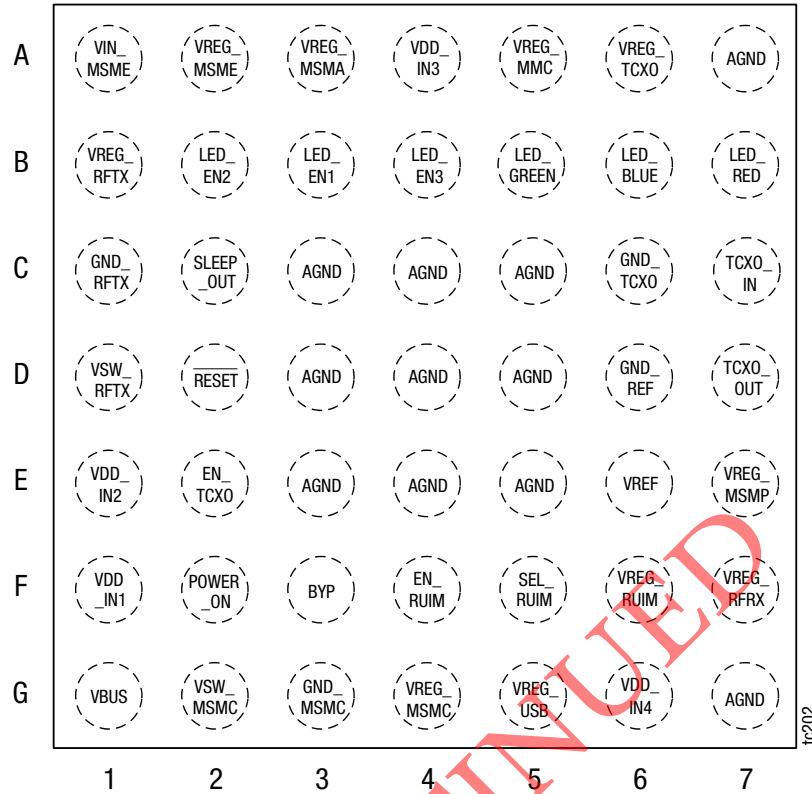 A
VIN_
MSME
VREG_
MSME
VREG_
MSMA
VDD_
IN3
VREG_
MMC
VREG_
TCXO
AGND
B
VREG_
RFTX
LED_
EN2
LED_
EN1
LED_
EN3
LED_
GREEN
LED_
BLUE
LED_
RED
C
GND_
RFTX
SLEEP
_OUT
AGND
AGND
AGND
GND_
TCXO
TCXO_
IN
D
VSW_
RFTX
RESET
AGND
AGND
AGND
GND_
REF
TCXO_
OUT
E
VDD_
IN2
EN_
TCXO
AGND
AGND
AGND
VREF
VREG_
MSMP
F
VDD
_IN1
POWER
_ON
BYP
EN_
RUIM
SEL_
RUIM
VREG_
RUIM
VREG_
RFRX
G
VBUS
VSW_
MSMC
GND_
MSMC
VREG_
MSMC
VREG_
USB
VDD_
IN4
AGND
tc202
1 2 3 4 5 6 7
INUED